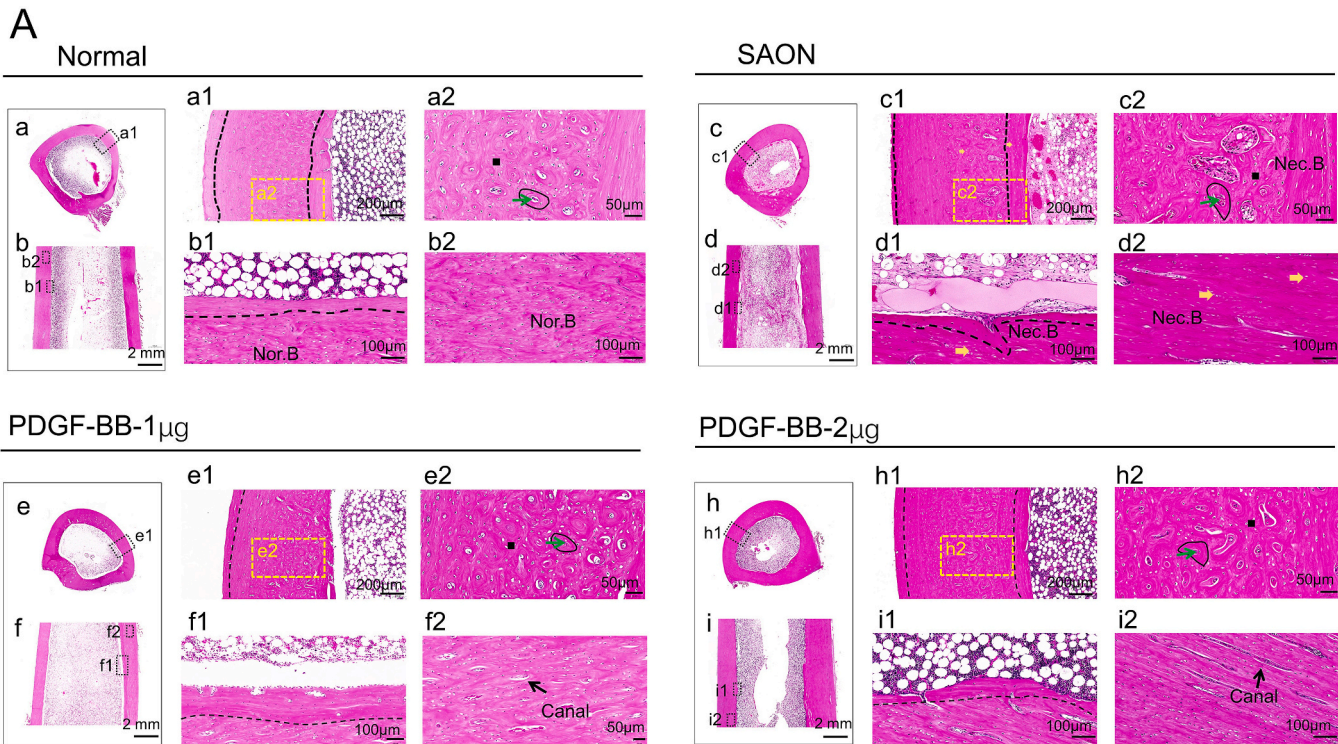 A
Normal
a
a1
b
b2
b1
2 mm
a1
a2
200μm
a2
50μm
b1
Nor.B
100μm
b2
Nor.B
100μm
SAON
c
c1
d
d2
d1
2 mm
c1
c2
200μm
c2
Nec.B
50μm
d1
Nec.B
100μm
d2
Nec.B
100μm
PDGF-BB-1μg
e
e1
f
f2
f1
2 mm
e1
e2
200μm
e2
50μm
f1
100μm
f2
Canal
50μm
PDGF-BB-2μg
h
h1
i
i1
i2
2 mm
h1
h2
200μm
h2
50μm
i1
100μm
i2
Canal
100μm